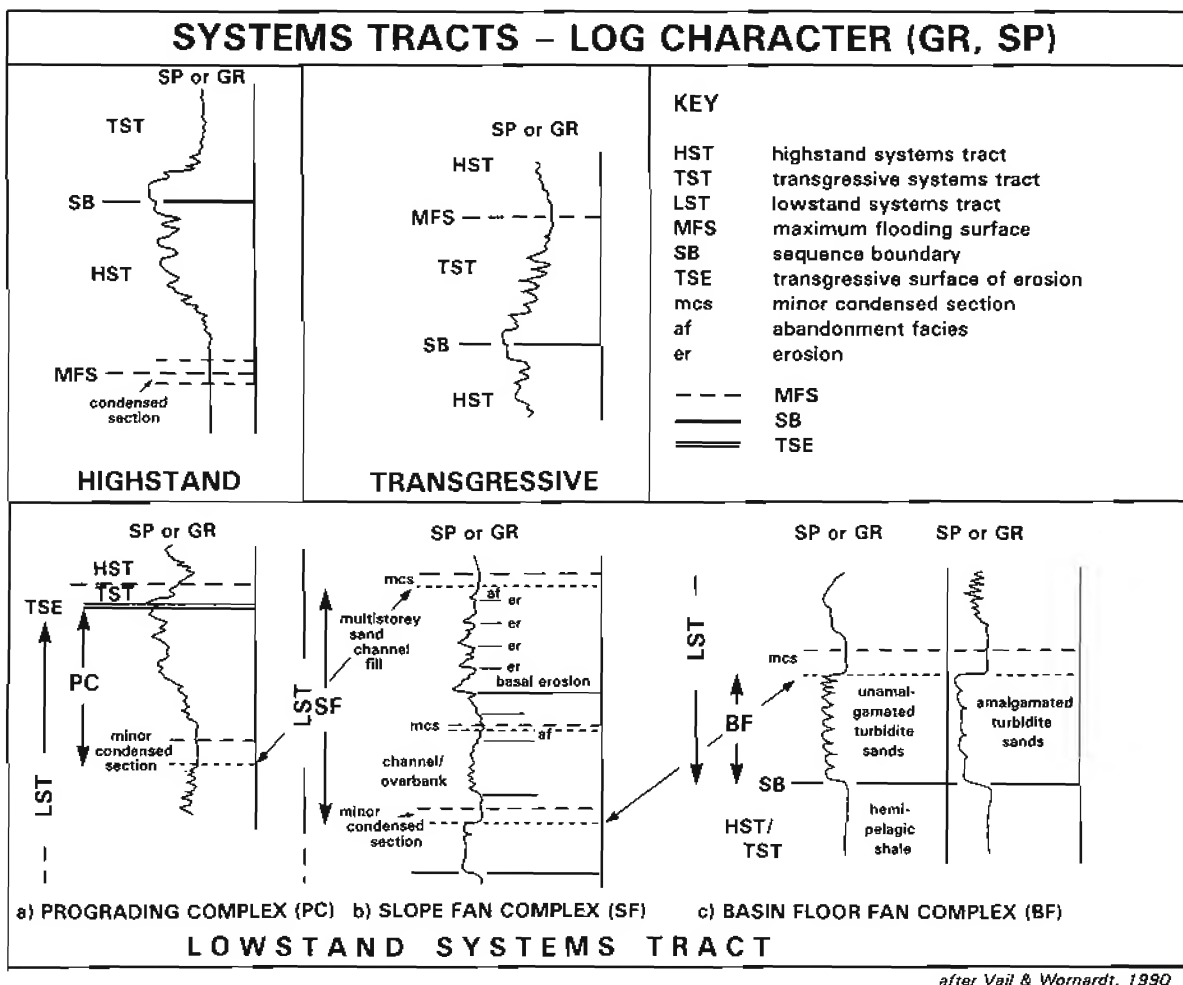 SYSTEMS TRACTS – LOG CHARACTER (GR, SP)
SP or GR
TST
SB
HST
MFS
condensed
section
HIGHSTAND
SP or GR
HST
MFS
TST
SB
HST
TRANSGRESSIVE
KEY
HST highstand systems tract
TST transgressive systems tract
LST lowstand systems tract
MFS maximum flooding surface
SB sequence boundary
TSE transgressive surface of erosion
mcs minor condensed section
af abandonment facies
er erosion
MFS
SB
TSE
SP or GR
HST
TST
TSE
PC
minor
condensed
section
LST
a) PROGRADING COMPLEX (PC)
SP or GR
mcs
af
er
multistorey
sand
channel
fill
er
er
er
basal erosion
LST
SF
mcs
af
channel/
overbank
minor
condensed
section
b) SLOPE FAN COMPLEX (SF)
SP or GR
SP or GR
LST
mcs
BF
unamal-
gamated
turbidite
sands
amalgamated
turbidite
sands
SB
HST/
TST
hemi-
pelagic
shale
c) BASIN FLOOR FAN COMPLEX (BF)
LOWSTAND SYSTEMS TRACT
after Vail & Wornardt, 1990